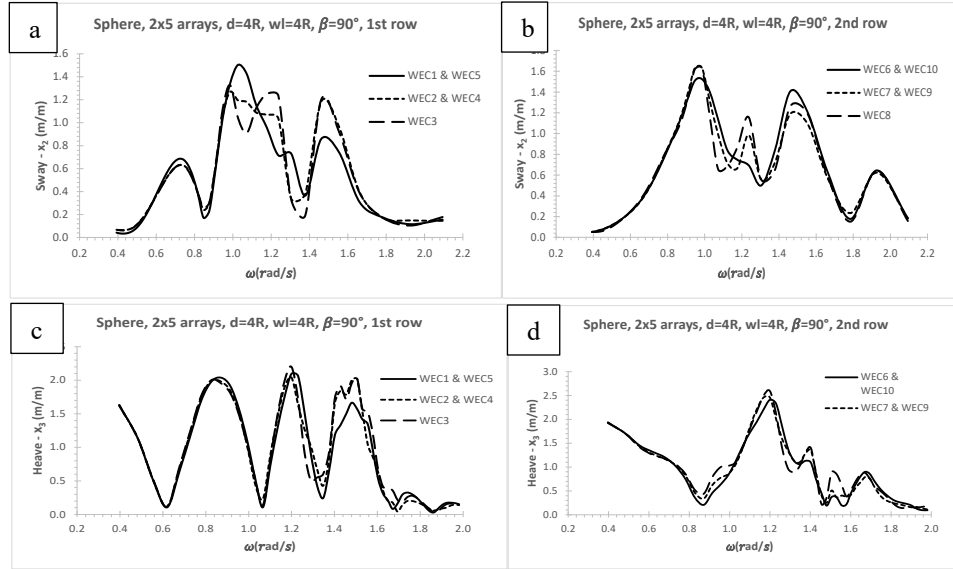 a
Sphere, 2x5 arrays, d=4R, wl=4R, β=90°, 1st row
Sway - x₂ (m/m)
1.6
1.4
1.2
1.0
0.8
0.6
0.4
0.2
0.0
0.2 0.4 0.6 0.8 1.0 1.2 1.4 1.6 1.8 2.0 2.2
ω(rad/s)
WEC1 & WEC5
WEC2 & WEC4
WEC3
b
Sphere, 2x5 arrays, d=4R, wl=4R, β=90°, 2nd row
Sway - x₂ (m/m)
1.6
1.4
1.2
1.0
0.8
0.6
0.4
0.2
0.0
0.2 0.4 0.6 0.8 1.0 1.2 1.4 1.6 1.8 2.0 2.2
ω(rad/s)
WEC6 & WEC10
WEC7 & WEC9
WEC8
c
Sphere, 2x5 arrays, d=4R, wl=4R, β=90°, 1st row
Heave - x₃ (m/m)
2.0
1.5
1.0
0.5
0.0
0.2 0.4 0.6 0.8 1.0 1.2 1.4 1.6 1.8 2.0
ω(rad/s)
WEC1 & WEC5
WEC2 & WEC4
WEC3
d
Sphere, 2x5 arrays, d=4R, wl=4R, β=90°, 2nd row
Heave - x₃ (m/m)
3.0
2.5
2.0
1.5
1.0
0.5
0.0
0.2 0.4 0.6 0.8 1.0 1.2 1.4 1.6 1.8 2.0
ω(rad/s)
WEC6 &
WEC10
WEC7 & WEC9